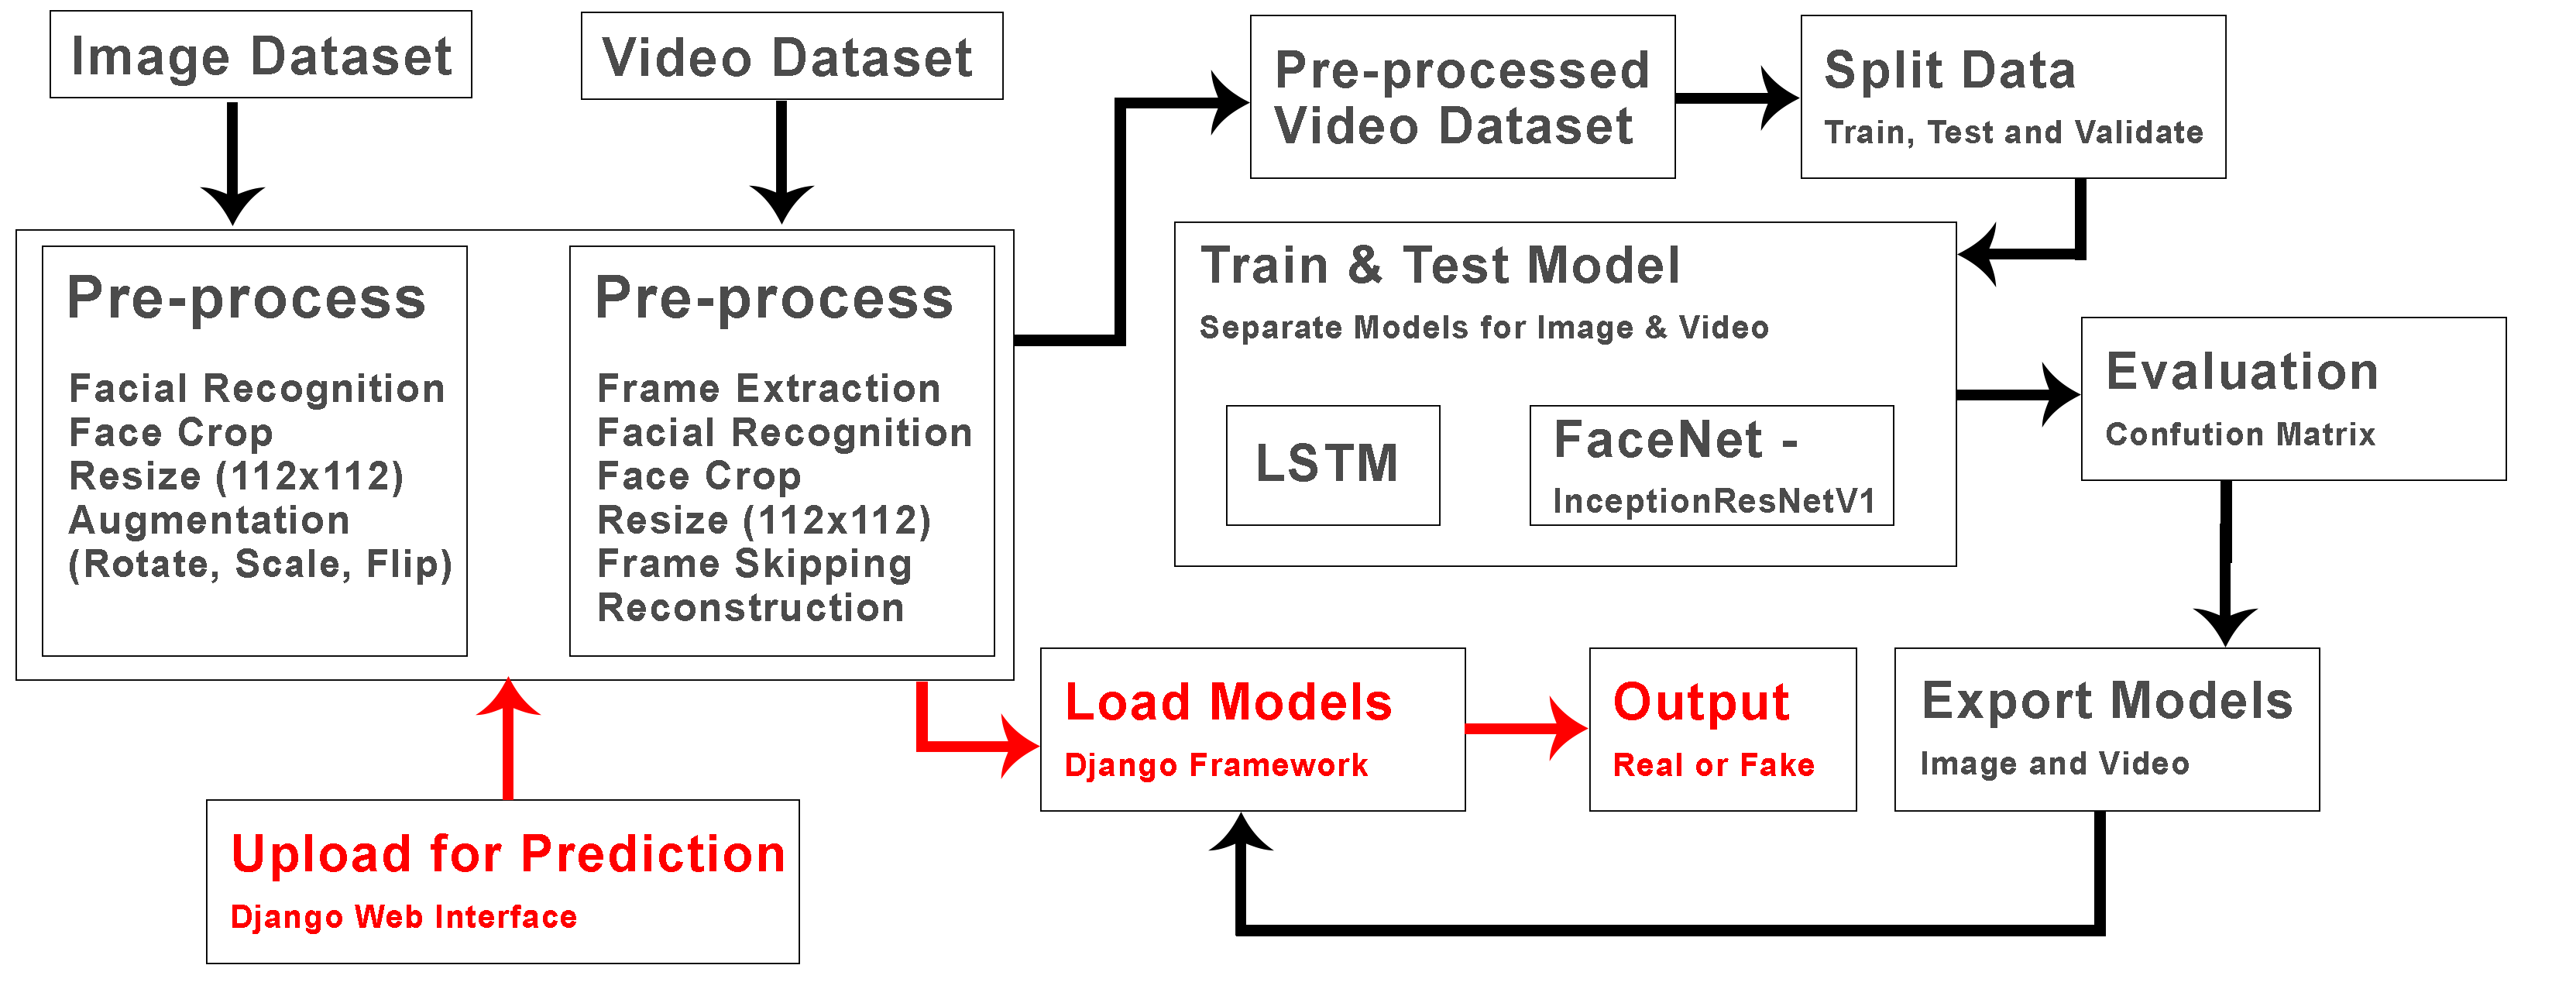 Image Dataset
Video Dataset
Pre-processed
Video Dataset
Split Data
Train, Test and Validate
Pre-process
Facial Recognition
Face Crop
Resize (112x112)
Augmentation
(Rotate, Scale, Flip)
Pre-process
Frame Extraction
Facial Recognition
Face Crop
Resize (112x112)
Frame Skipping
Reconstruction
Train & Test Model
Separate Models for Image & Video
LSTM
FaceNet -
InceptionResNetV1
Evaluation
Confution Matrix
Load Models
Django Framework
Output
Real or Fake
Export Models
Image and Video
Upload for Prediction
Django Web Interface